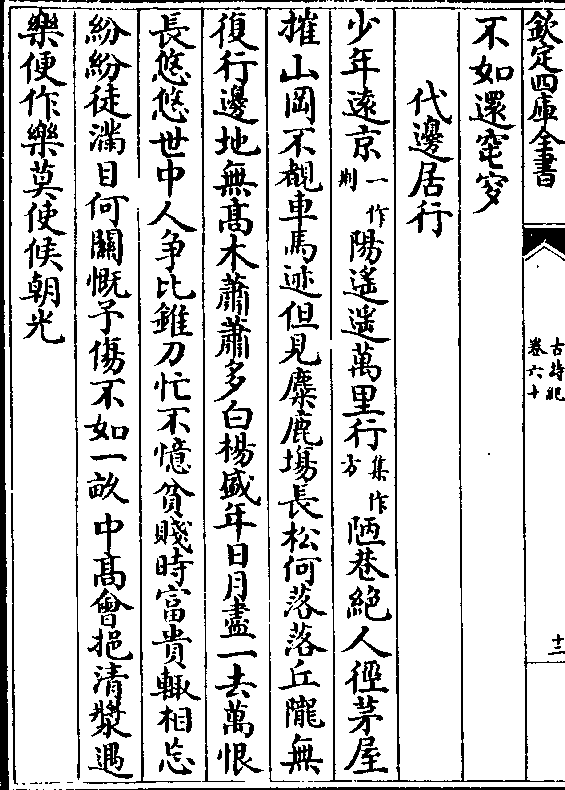 欽定四庫全書
古詩紀
卷六十
十三
不如還窀穸
代邊居行
少年遠京一作荆陽遙遙萬里行集作方陋巷絶人徑茅屋
摧山岡不覩車馬迹但見麋鹿塲長松何落落丘隴無
復行邊地無髙木蕭蕭多白楊盛年日月盡一去萬恨
長悠悠世中人爭比錐刀忙不憶貧賤時富貴輙相忘
紛紛徒滿目何關慨予傷不如一畝中髙會挹清漿遇
樂便作樂莫使候朝光